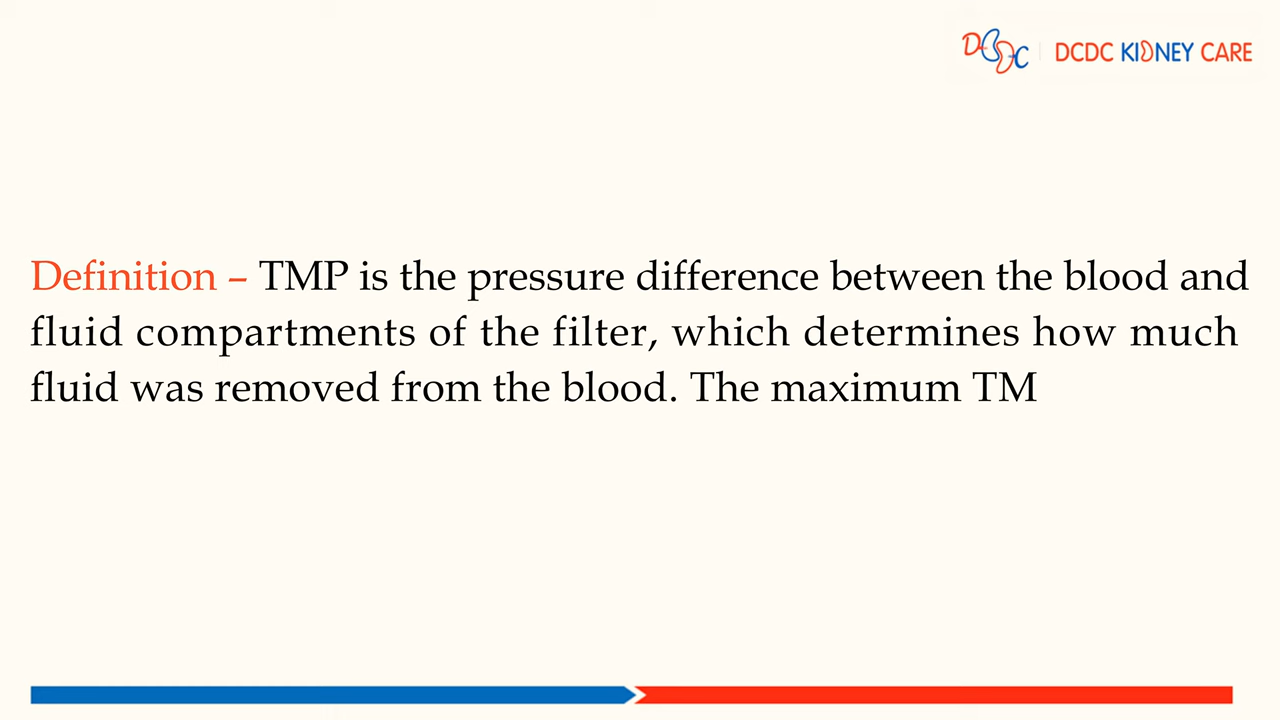 DCDC | DCDC KIDNEY CARE
Definition – TMP is the pressure difference between the blood and
fluid compartments of the filter, which determines how much
fluid was removed from the blood. The maximum TM